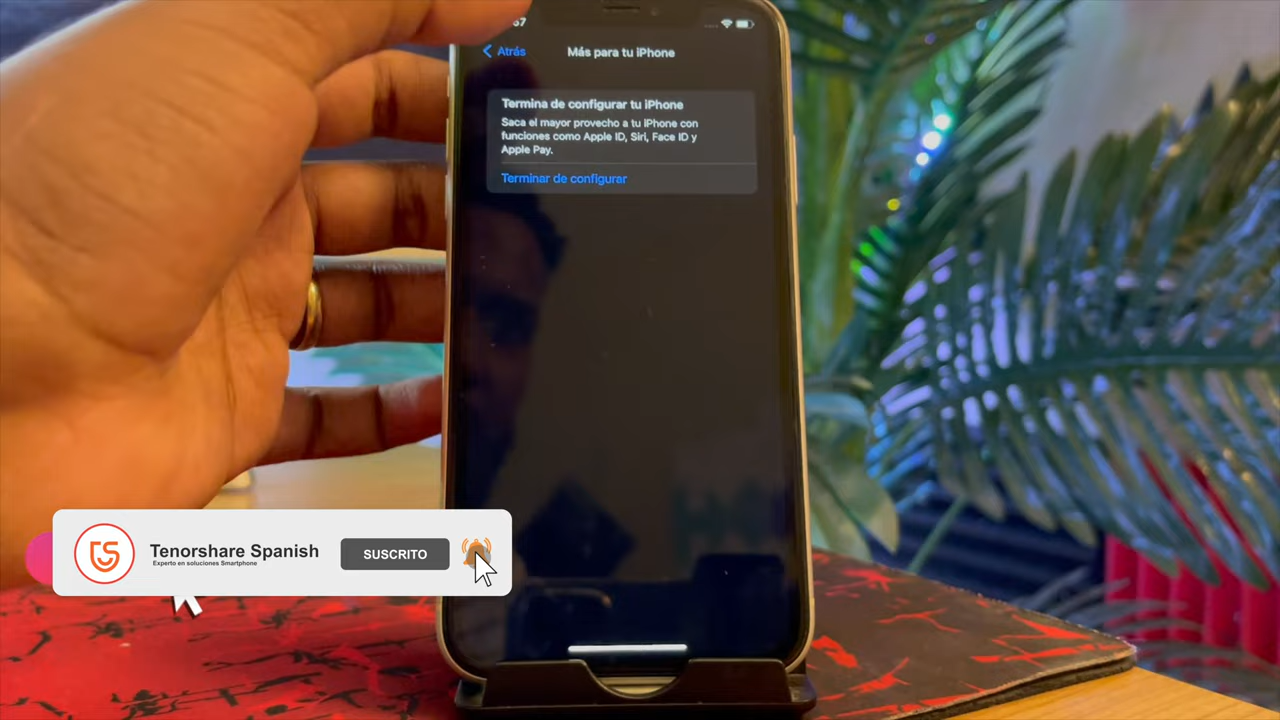 57
Atrás
Más para tu iPhone
Termina de configurar tu iPhone
Saca el mayor provecho a tu iPhone con
funciones como Apple ID, Siri, Face ID y
Apple Pay.
Terminar de configurar
Tenorshare Spanish
Experto en soluciones Smartphone
SUSCRITO